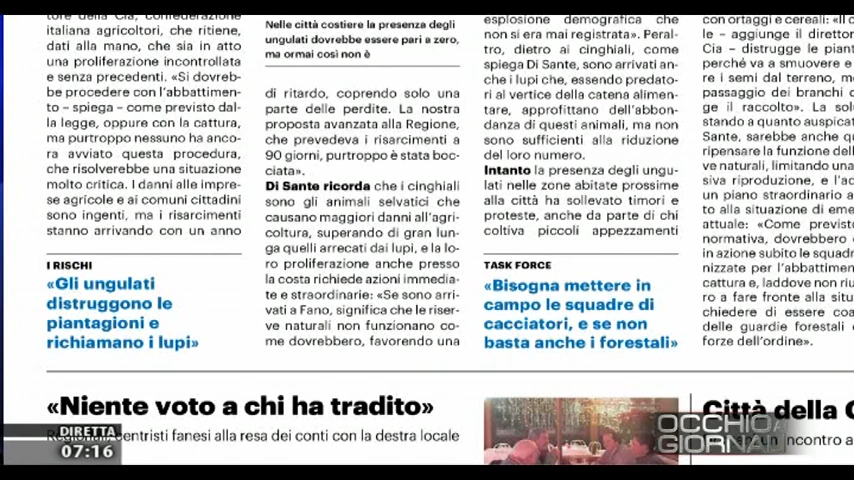 tore della Cia, confederazione
italiana agricoltori, che ritiene,
dati alla mano, che sia in atto
una proliferazione incontrollata
e senza precedenti. «Si dovreb-
be procedere con l'abbattimen-
to – spiega – come previsto dal-
la legge, oppure con la cattura,
ma purtroppo nessuno ha anco-
ra avviato questa procedura,
che risolverebbe una situazione
molto critica. I danni alle impre-
se agricole e ai comuni cittadini
sono ingenti, ma i risarcimenti
stanno arrivando con un anno
I RISCHI
«Gli ungulati
distruggono le
piantagioni e
richiamano i lupi»
Nelle città costiere la presenza degli
ungulati dovrebbe essere pari a zero,
ma ormai così non è
di ritardo, coprendo solo una
parte delle perdite. La nostra
proposta avanzata alla Regione,
che prevedeva i risarcimenti a
90 giorni, purtroppo è stata boc-
ciata».
Di Sante ricorda che i cinghiali
sono gli animali selvatici che
causano maggiori danni all'agri-
coltura, superando di gran lun-
ga quelli arrecati dai lupi, e la lo-
ro proliferazione anche presso
la costa richiede azioni immedia-
te e straordinarie: «Se sono arri-
vati a Fano, significa che le riser-
ve naturali non funzionano co-
me dovrebbero, favorendo una
esplosione demografica che
non si era mai registrata». Peral-
tro, dietro ai cinghiali, come
spiega Di Sante, sono arrivati an-
che i lupi che, essendo predato-
ri al vertice della catena alimen-
tare, approfittano dell'abbon-
danza di questi animali, ma non
sono sufficienti alla riduzione
del loro numero.
Intanto la presenza degli ungu-
lati nelle zone abitate prossime
alla città ha sollevato timori e
proteste, anche da parte di chi
coltiva piccoli appezzamenti
TASK FORCE
«Bisogna mettere in
campo le squadre di
cacciatori, e se non
basta anche i forestali»
con ortaggi e cereali: «Il c
le – aggiunge il diretto
Cia – distrugge le piant
perché va a smuovere e
re i semi dal terreno, m
passaggio dei branchi d
ge il raccolto». La solu
stando a quanto auspicat
Sante, sarebbe anche qu
ripensare la funzione dell
ve naturali, limitando una
siva riproduzione, e l'ad
un piano straordinario a
to alla situazione di eme
attuale: «Come previsto
normativa, dovrebbero e
in azione subito le squadr
nizzate per l'abbattiment
cattura e, laddove non riu
ro a fare fronte alla situ
chiedere di essere coa
delle guardie forestali
forze dell'ordine».
«Niente voto a chi ha tradito»
centristi fanesi alla resa dei conti con la destra locale
Città della C
un incontro a
DIRETTA
07:16
OCCHIO
GIORNALI